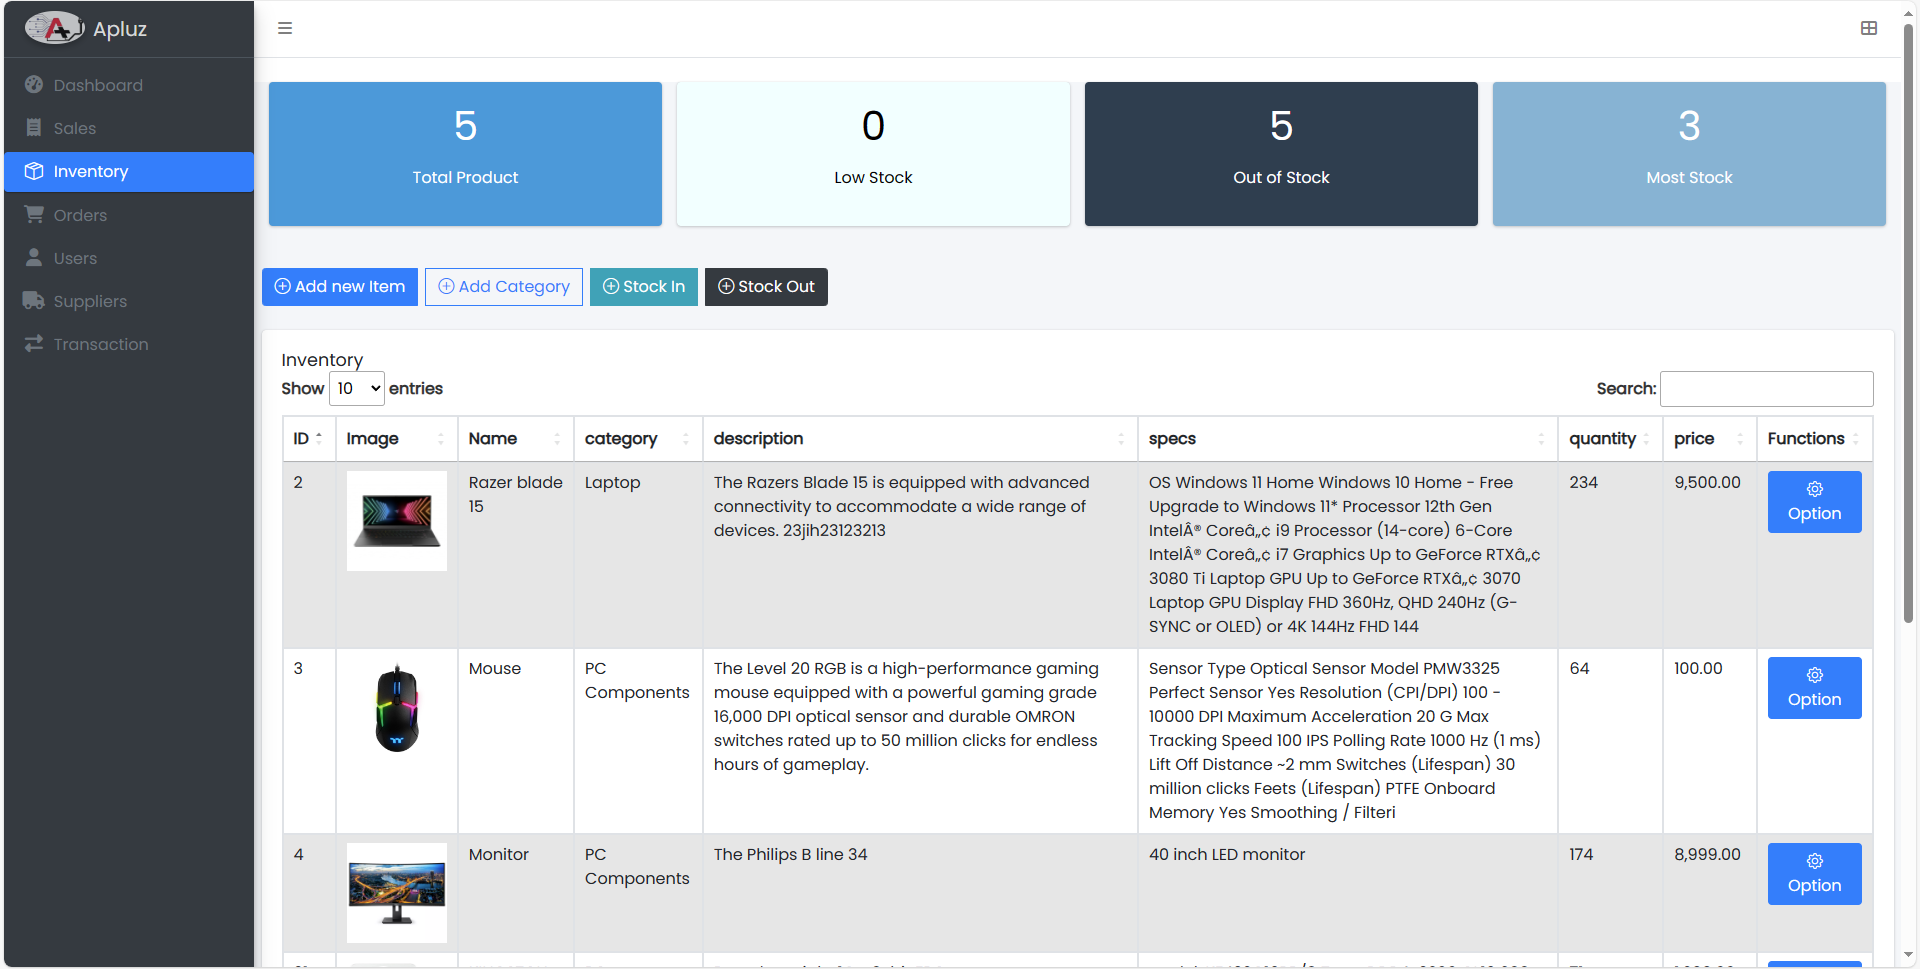 Apluz
Dashboard
Sales
Inventory
Orders
Users
Suppliers
Transaction
5
Total Product
0
Low Stock
5
Out of Stock
3
Most Stock
Add new Item
Add Category
Stock In
Stock Out
Inventory
Show 10 entries
Search:
ID Image Name category description specs quantity price Functions
2
Razer blade
15
Laptop
The Razers Blade 15 is equipped with advanced
connectivity to accommodate a wide range of
devices. 23jih23123213
OS Windows 11 Home Windows 10 Home - Free
Upgrade to Windows 11* Processor 12th Gen
IntelÂ® Coreâ„¢ i9 Processor (14-core) 6-Core
IntelÂ® Coreâ„¢ i7 Graphics Up to GeForce RTXâ„¢
3080 Ti Laptop GPU Up to GeForce RTXâ„¢ 3070
Laptop GPU Display FHD 360Hz, QHD 240Hz (G-
SYNC or OLED) or 4K 144Hz FHD 144
234
9,500.00
Option
3
Mouse
PC
Components
The Level 20 RGB is a high-performance gaming
mouse equipped with a powerful gaming grade
16,000 DPI optical sensor and durable OMRON
switches rated up to 50 million clicks for endless
hours of gameplay.
Sensor Type Optical Sensor Model PMW3325
Perfect Sensor Yes Resolution (CPI/DPI) 100 -
10000 DPI Maximum Acceleration 20 G Max
Tracking Speed 100 IPS Polling Rate 1000 Hz (1 ms)
Lift Off Distance ~2 mm Switches (Lifespan) 30
million clicks Feets (Lifespan) PTFE Onboard
Memory Yes Smoothing / Filteri
64
100.00
Option
4
Monitor
PC
Components
The Philips B line 34
40 inch LED monitor
174
8,999.00
Option